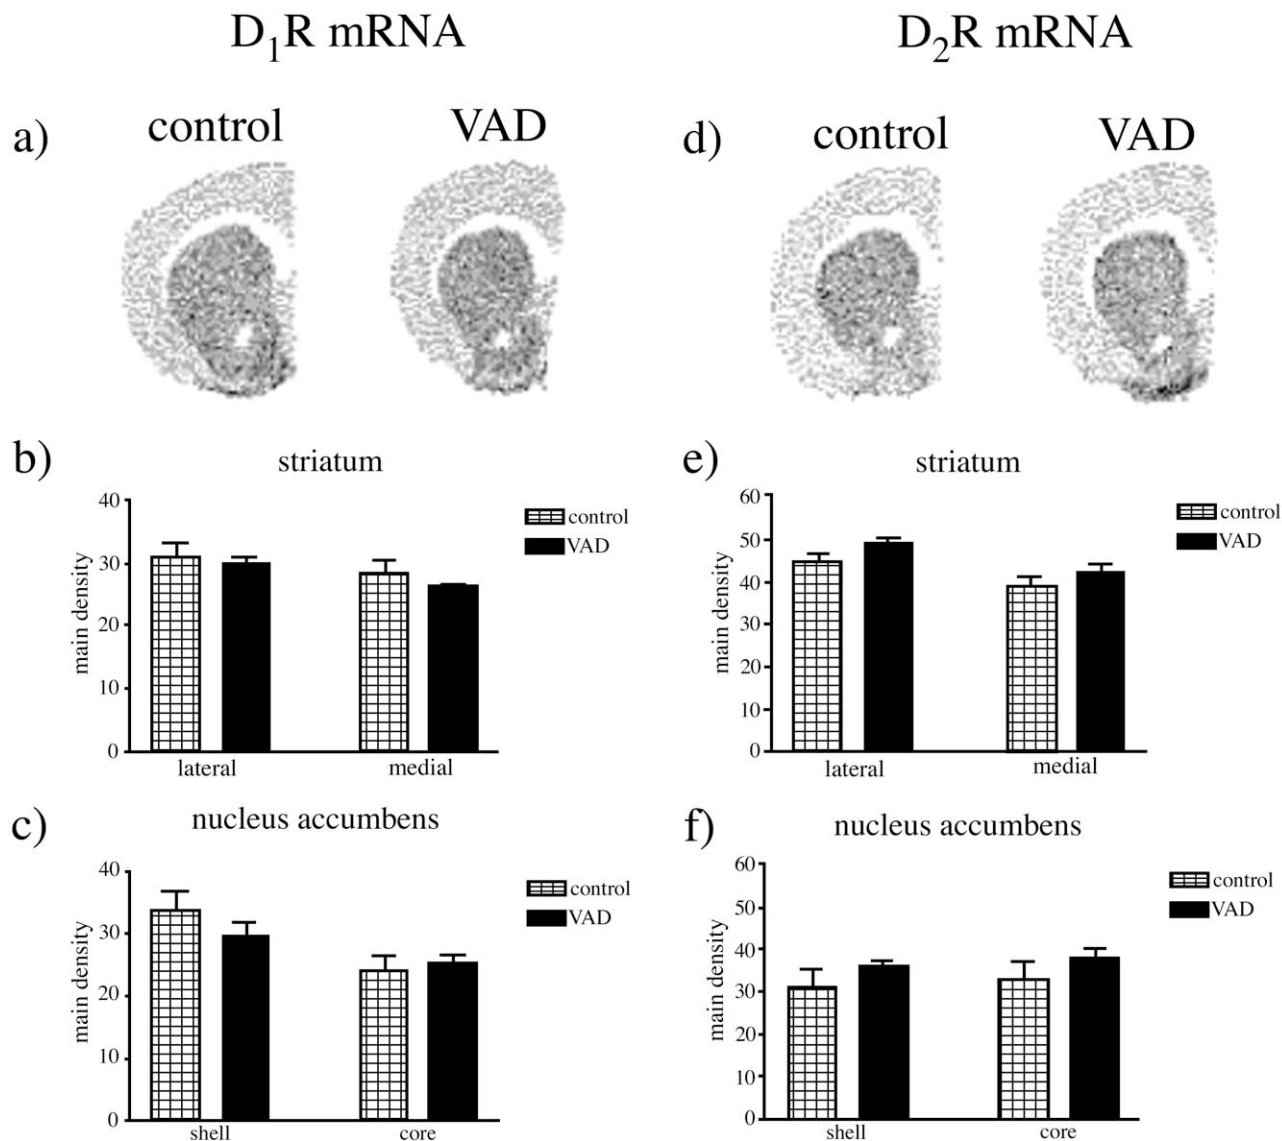 D1R mRNA
D2R mRNA
a)
control
VAD
d)
control
VAD
b)
striatum
40
30
20
10
0
main density
lateral
medial
control
VAD
e)
striatum
60
50
40
30
20
10
0
main density
lateral
medial
control
VAD
c)
nucleus accumbens
40
30
20
10
0
main density
shell
core
control
VAD
f)
nucleus accumbens
60
50
40
30
20
10
0
main density
shell
core
control
VAD